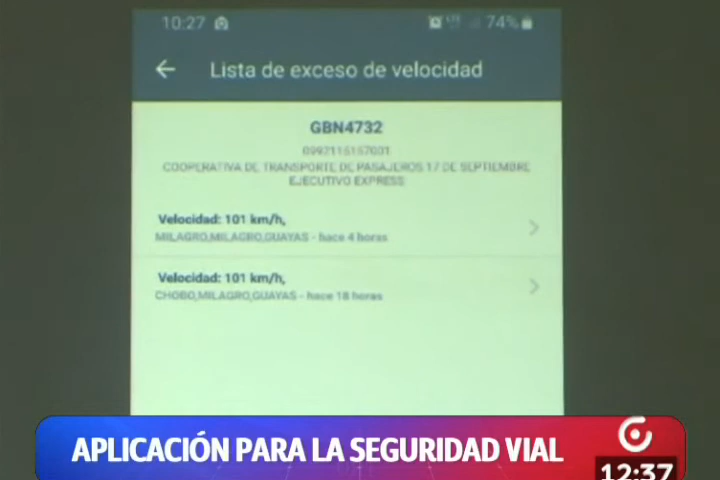 10:27
74%
Lista de exceso de velocidad
GBN4732
0992115157001
COOPERATIVA DE TRANSPORTE DE PASAJEROS 17 DE SEPTIEMBRE
EJECUTIVO EXPRESS
Velocidad: 101 km/h,
MILAGRO,MILAGRO,GUAYAS - hace 4 horas
Velocidad: 101 km/h,
CHOBO,MILAGRO,GUAYAS - hace 18 horas
APLICACIÓN PARA LA SEGURIDAD VIAL
12:37